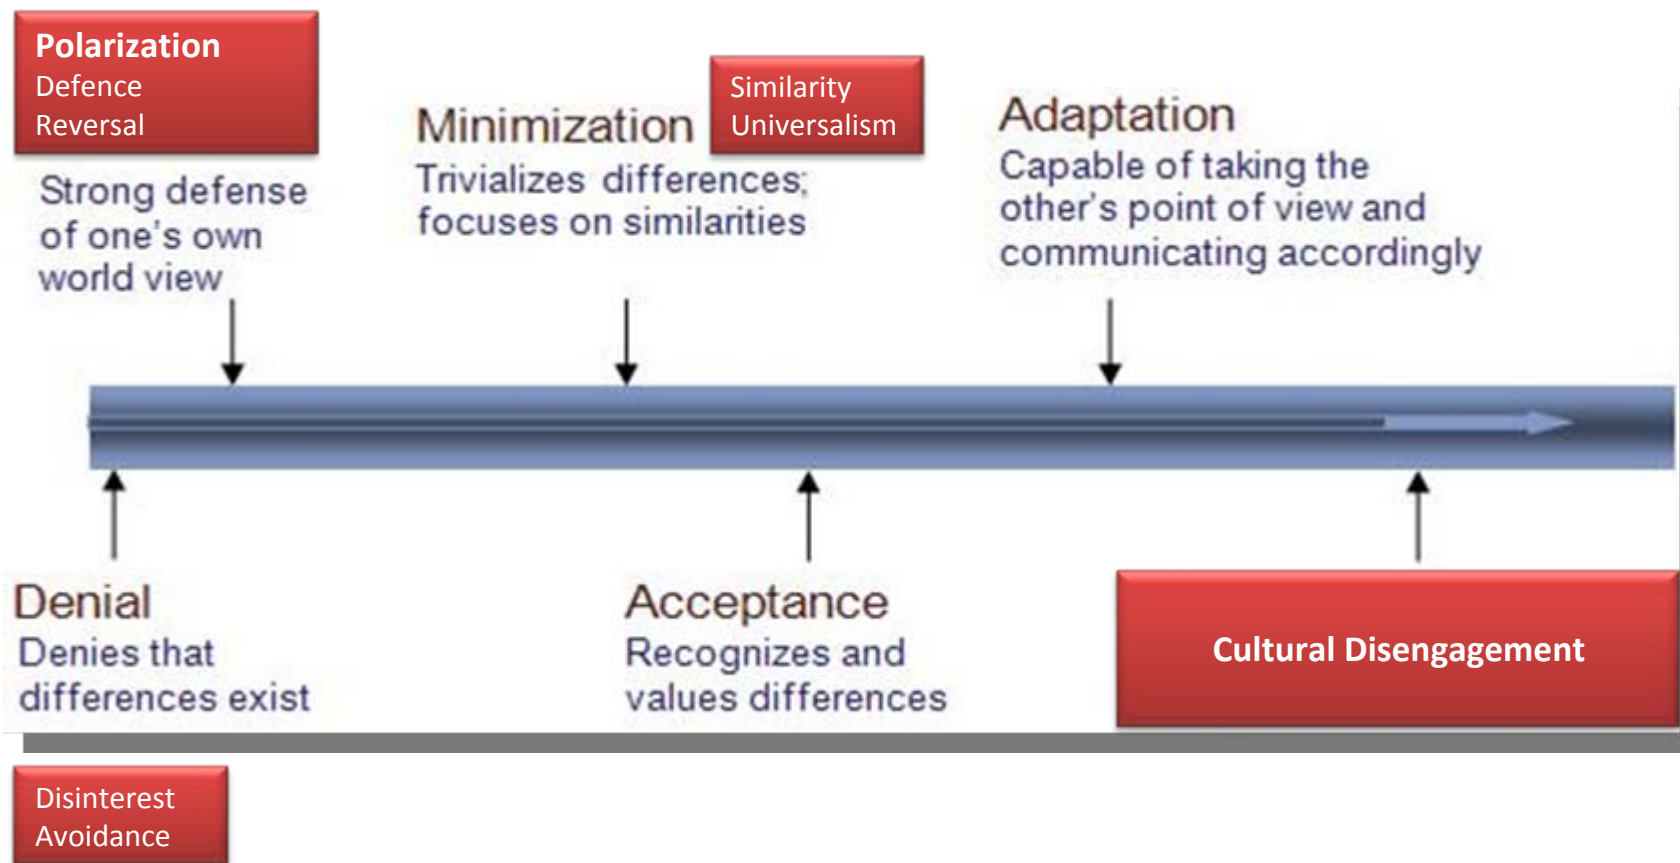 Polarization
Defence
Reversal
Strong defense
of one's own
world view
Minimization
Trivializes differences;
focuses on similarities
Similarity
Universalism
Adaptation
Capable of taking the
other's point of view and
communicating accordingly
Denial
Denies that
differences exist
Acceptance
Recognizes and
values differences
Cultural Disengagement
Disinterest
Avoidance